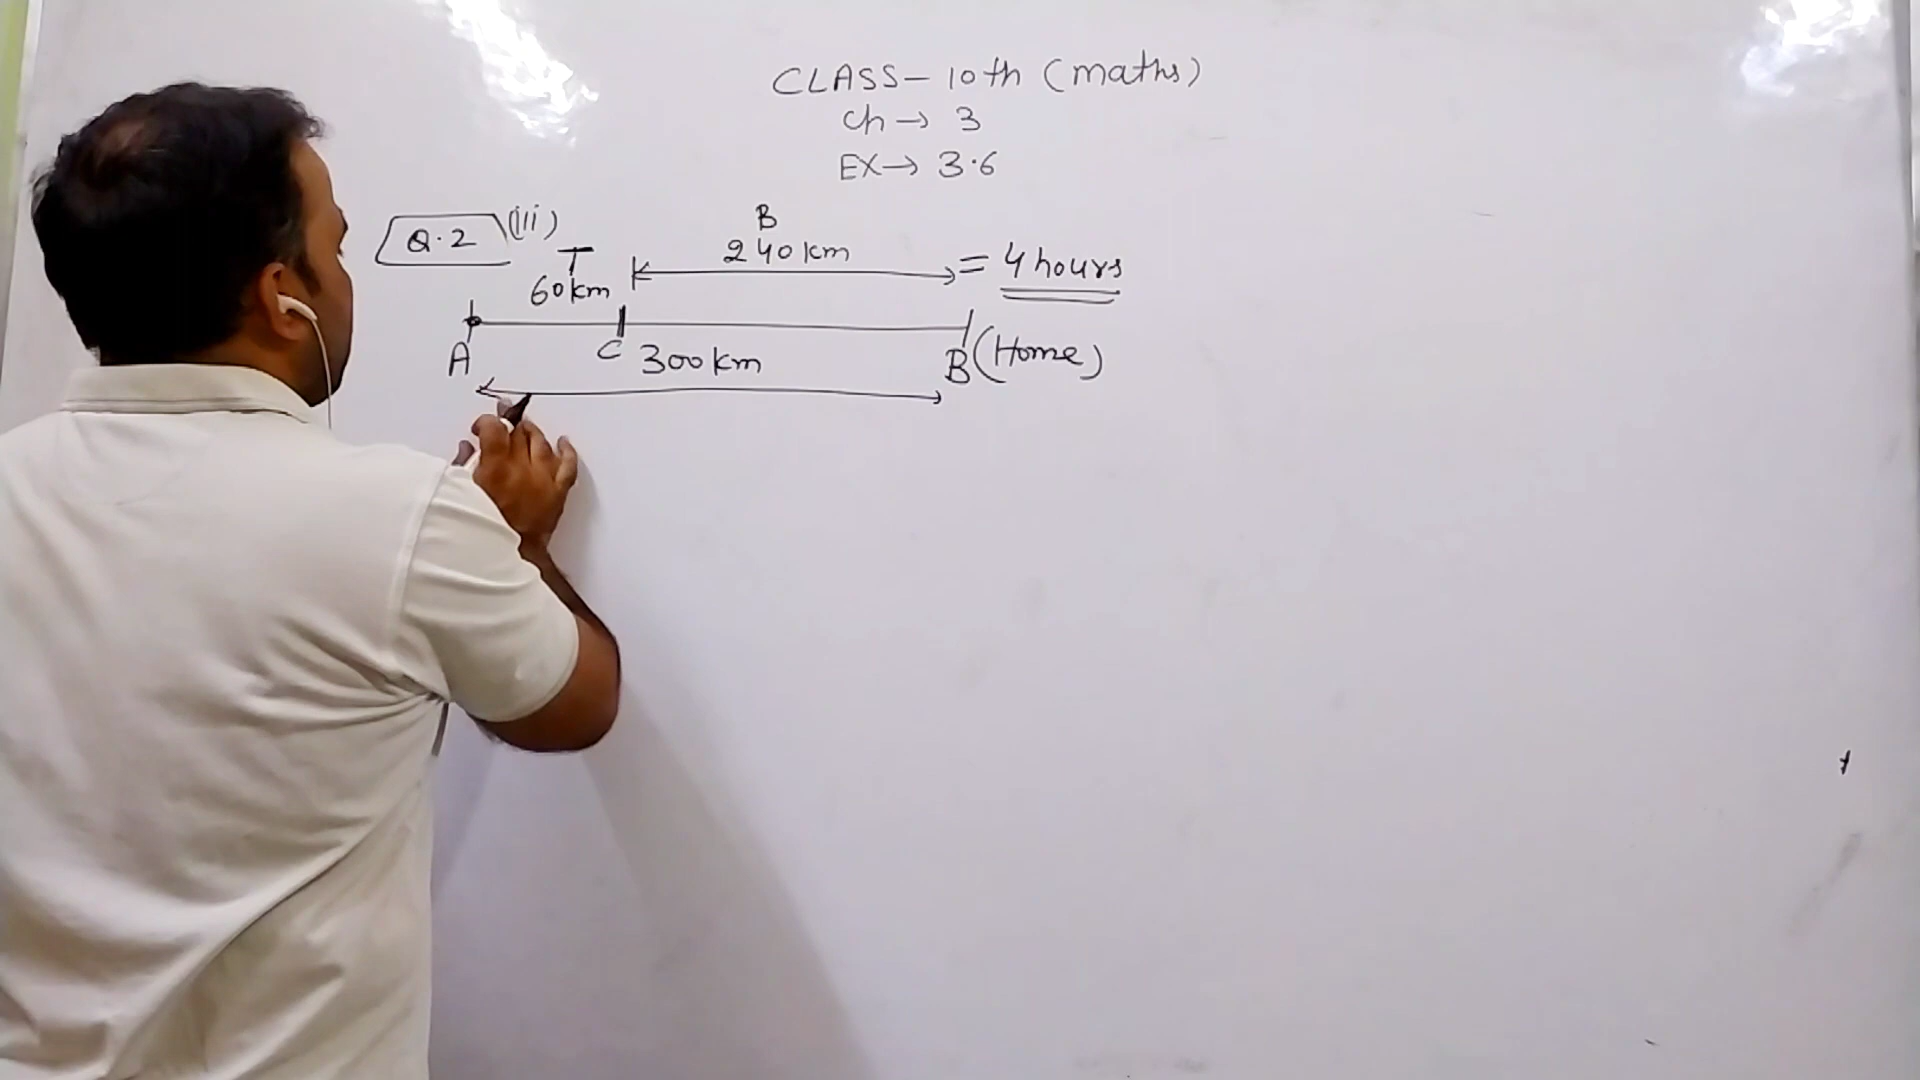 CLASS - 10th (maths)
Ch → 3
EX → 3.6
Q.2 (iii)
T
60 km
B
240 km = 4 hours
A C 300 km B (Home)